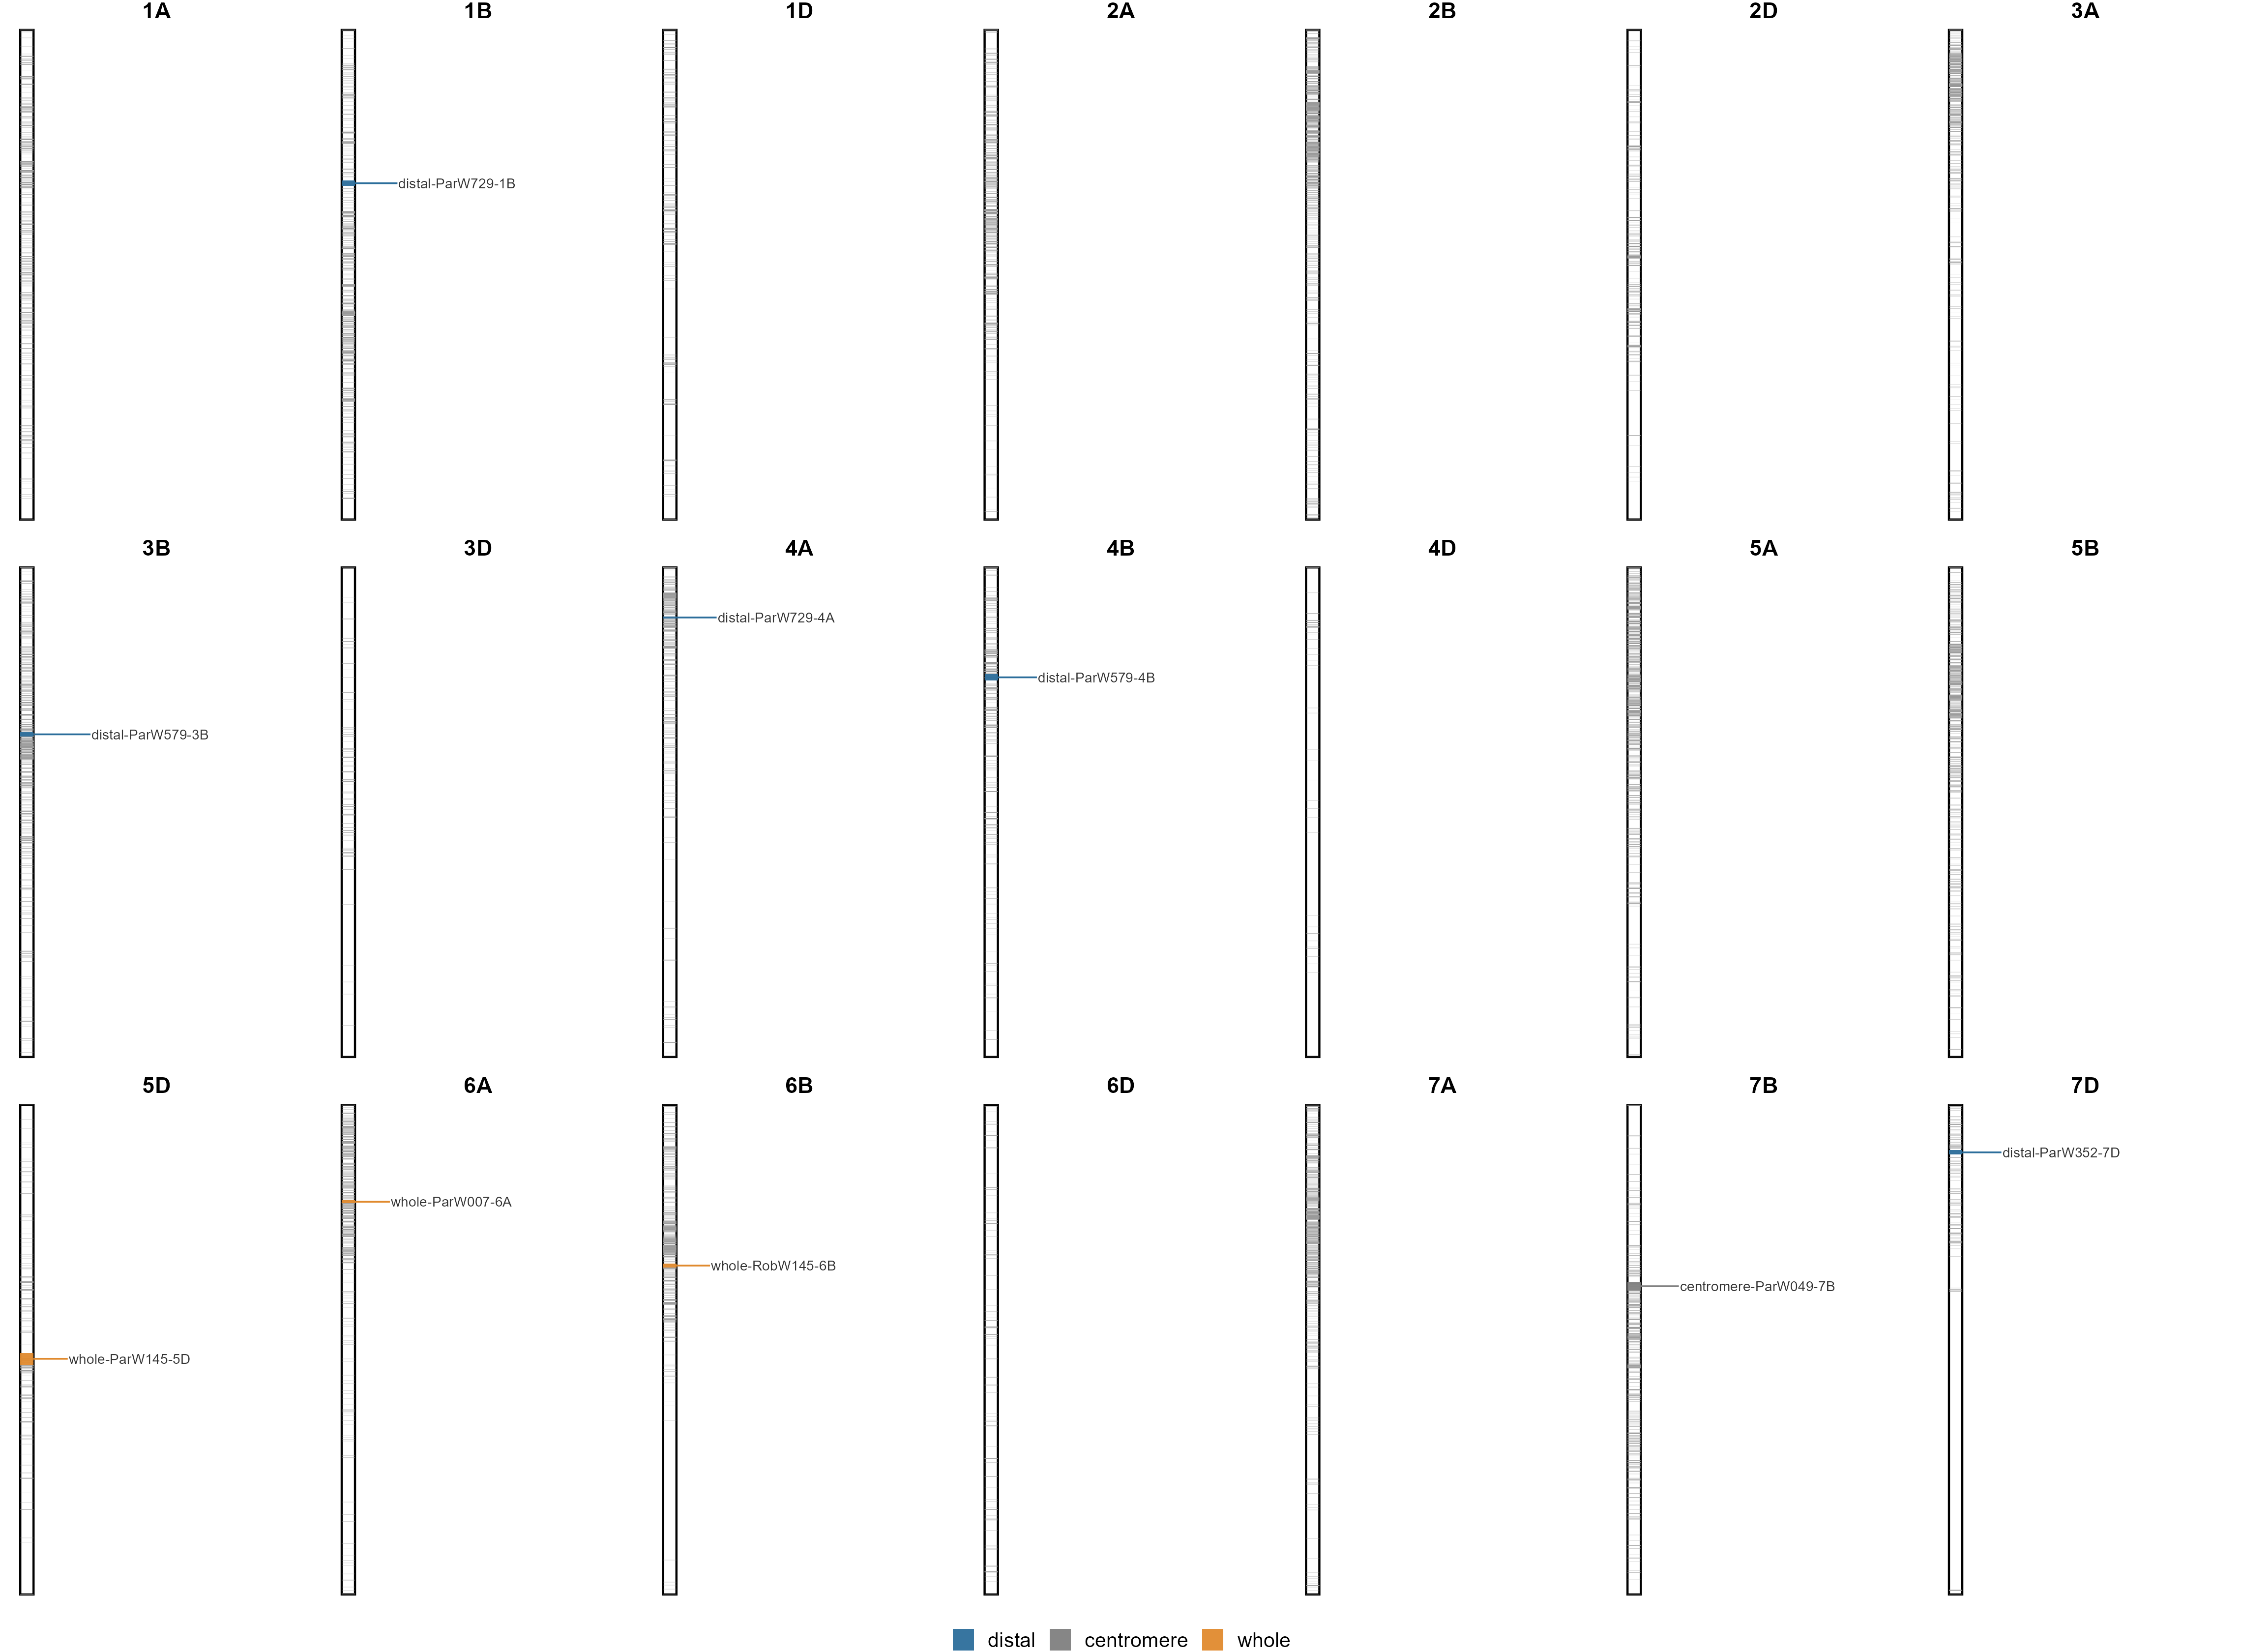 1A 1B 1D 2A 2B 2D 3A
distal-ParW729-1B
3B 3D 4A 4B 4D 5A 5B
distal-ParW729-4A
distal-ParW579-4B
distal-ParW579-3B
5D 6A 6B 6D 7A 7B 7D
distal-ParW352-7D
whole-ParW007-6A
whole-RobW145-6B
centromere-ParW049-7B
whole-ParW145-5D
distal centromere whole